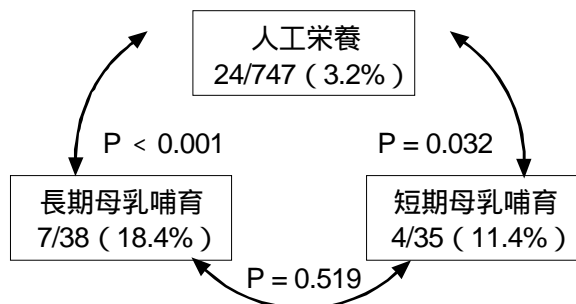 人工栄養
24/747（3.2%）
P < 0.001
P = 0.032
長期母乳哺育
7/38（18.4%）
短期母乳哺育
4/35（11.4%）
P = 0.519